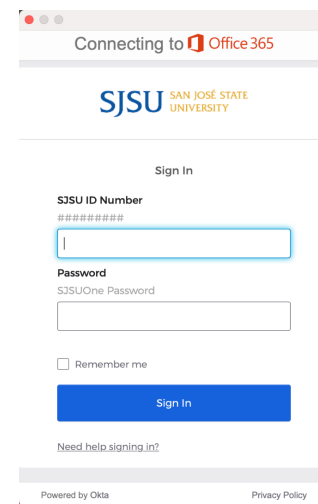 Connecting to Office 365
SJSU SAN JOSÉ STATE
UNIVERSITY
Sign In
SJSU ID Number
#########
Password
SJSUOne Password
Remember me
Sign In
Need help signing in?
Powered by Okta Privacy Policy